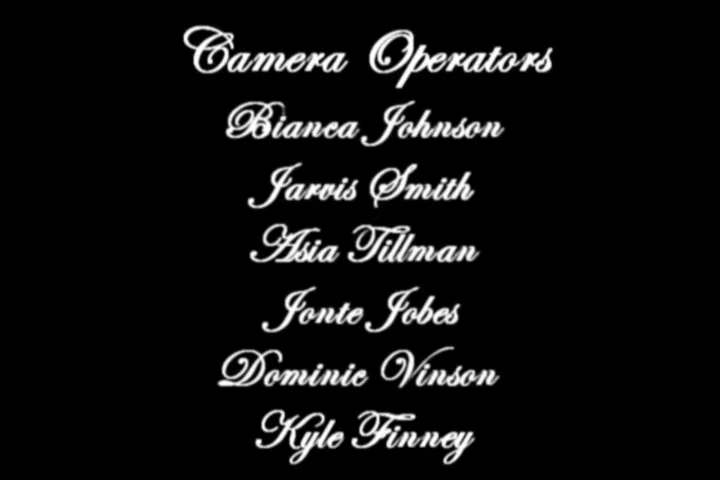 Camera Operators
Bianca Johnson
Jarvis Smith
Asia Tillman
Jonte Jobes
Dominic Vinson
Kyle Finney